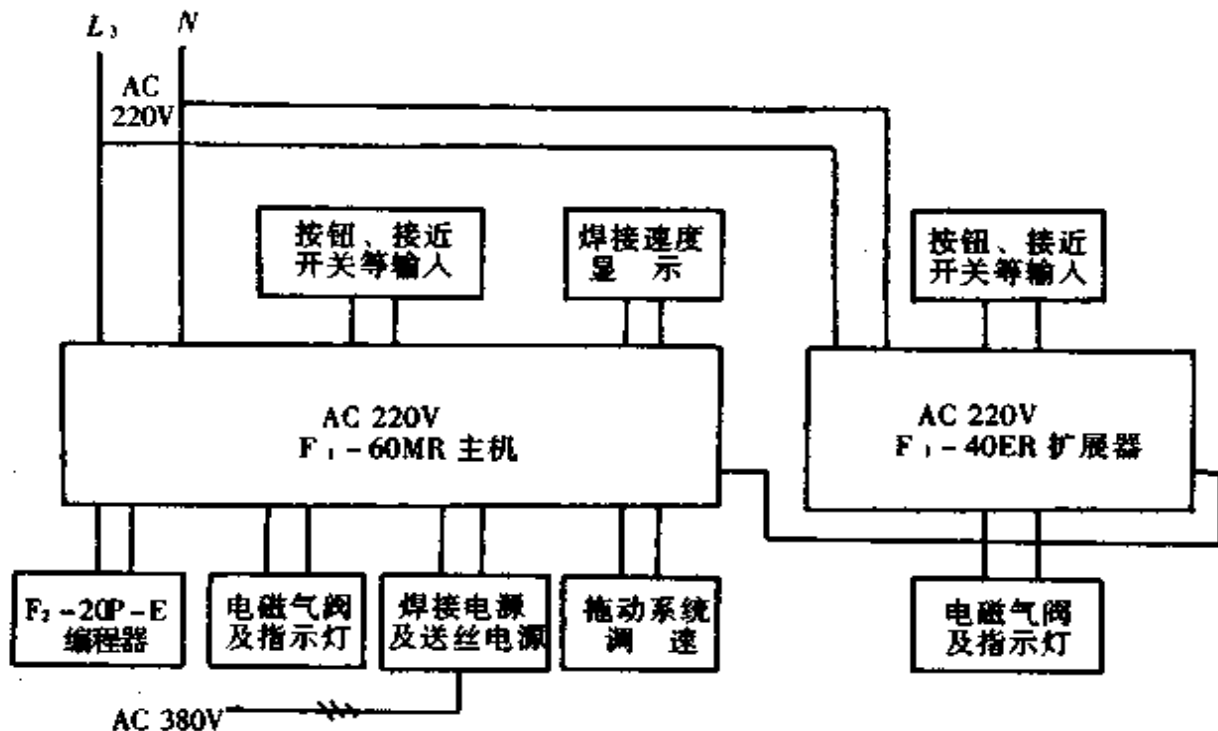 L₃ N
AC
220V
按钮、接近
开关等输人
焊接速度
显 示
按钮、接近
开关等输人
AC 220V
F₁-60MR 主机
AC 220V
F₁-40ER 扩展器
F₂-20P-E
编程器
电磁气阀
及指示灯
焊接电源
及送丝电源
拖动系统
调 速
电磁气阀
及指示灯
AC 380V